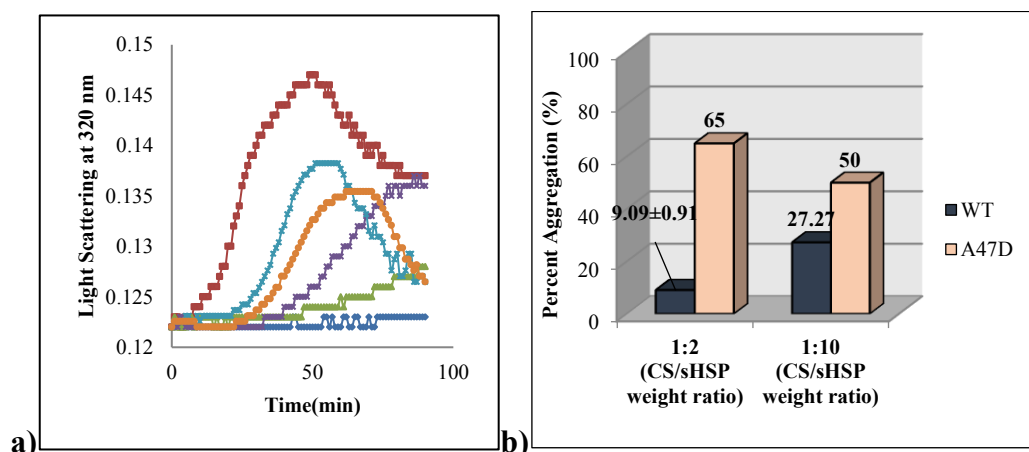 a)
Light Scattering at 320 nm
0.15
0.145
0.14
0.135
0.13
0.125
0.12
0
50
100
Time(min)
b)
Percent Aggregation (%)
100
80
60
40
20
0
9.09±0.91
65
27.27
50
1:2
(CS/sHSP
weight ratio)
1:10
(CS/sHSP
weight ratio)
WT
A47D